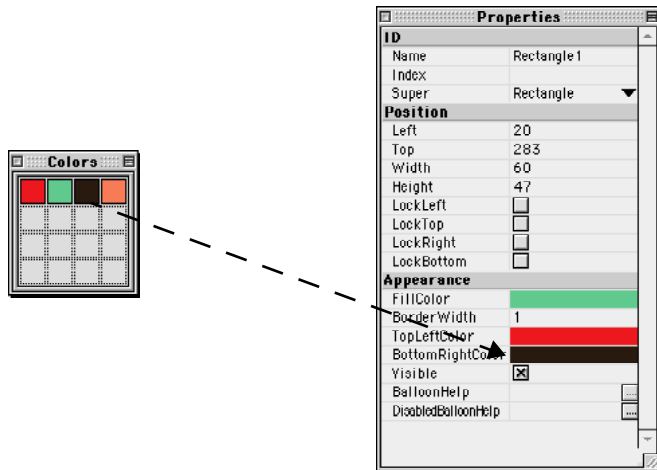 Properties
ID
Name Rectangle1
Index
Super Rectangle
Position
Left 20
Top 283
Width 60
Height 47
LockLeft
LockTop
LockRight
LockBottom
Appearance
FillColor
BorderWidth 1
TopLeftColor
BottomRightColor
Visible
BalloonHelp ...
DisabledBalloonHelp ...
Colors